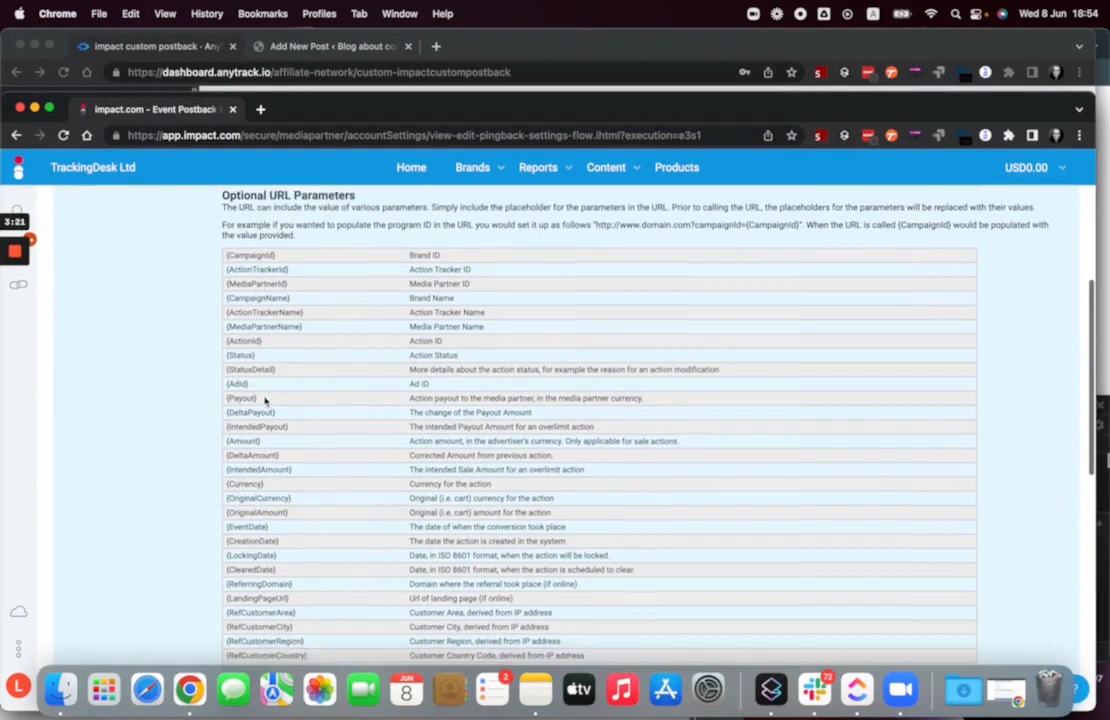 Chrome File Edit View History Bookmarks Profiles Tab Window Help Wed 8 Jun 18:54
impact custom postback - Any Add New Post ‹ Blog about co
https://dashboard.anytrack.io/affiliate-network/custom-impactcustompostback
impact.com - Event Postback
https://app.impact.com/secure/mediapartner/accountSettings/view-edit-pingback-settings-flow.ihtml?execution=e3s1
TrackingDesk Ltd Home Brands Reports Content Products USD0.00
3:21
Optional URL Parameters
The URL can include the value of various parameters. Simply include the placeholder for the parameters in the URL. Prior to calling the URL, the placeholders for the parameters will be replaced with their values.
For example if you wanted to populate the program ID in the URL you would set it up as follows "http://www.domain.com?campaignId={CampaignId}". When the URL is called {CampaignId} would be populated with
the value provided.
{CampaignId} Brand ID
{ActionTrackerId} Action Tracker ID
{MediaPartnerId} Media Partner ID
{CampaignName} Brand Name
{ActionTrackerName} Action Tracker Name
{MediaPartnerName} Media Partner Name
{ActionId} Action ID
{Status} Action Status
{StatusDetail} More details about the action status, for example the reason for an action modification
{AdId} Ad ID
{Payout} Action payout to the media partner, in the media partner currency.
{DeltaPayout} The change of the Payout Amount
{IntendedPayout} The intended Payout Amount for an overlimit action
{Amount} Action amount, in the advertiser's currency. Only applicable for sale actions.
{DeltaAmount} Corrected Amount from previous action.
{IntendedAmount} The intended Sale Amount for an overlimit action
{Currency} Currency for the action
{OriginalCurrency} Original (i.e. cart) currency for the action
{OriginalAmount} Original (i.e. cart) amount for the action
{EventDate} The date of when the conversion took place
{CreationDate} The date the action is created in the system
{LockingDate} Date, in ISO 8601 format, when the action will be locked.
{ClearedDate} Date, in ISO 8601 format, when the action is scheduled to clear.
{ReferringDomain} Domain where the referral took place (if online)
{LandingPageUrl} Url of landing page (if online)
{RefCustomerArea} Customer Area, derived from IP address
{RefCustomerCity} Customer City, derived from IP address
{RefCustomerRegion} Customer Region, derived from IP address
{RefCustomerCountry} Customer Country Code, derived from IP address
L JUN 8 2 tv 72